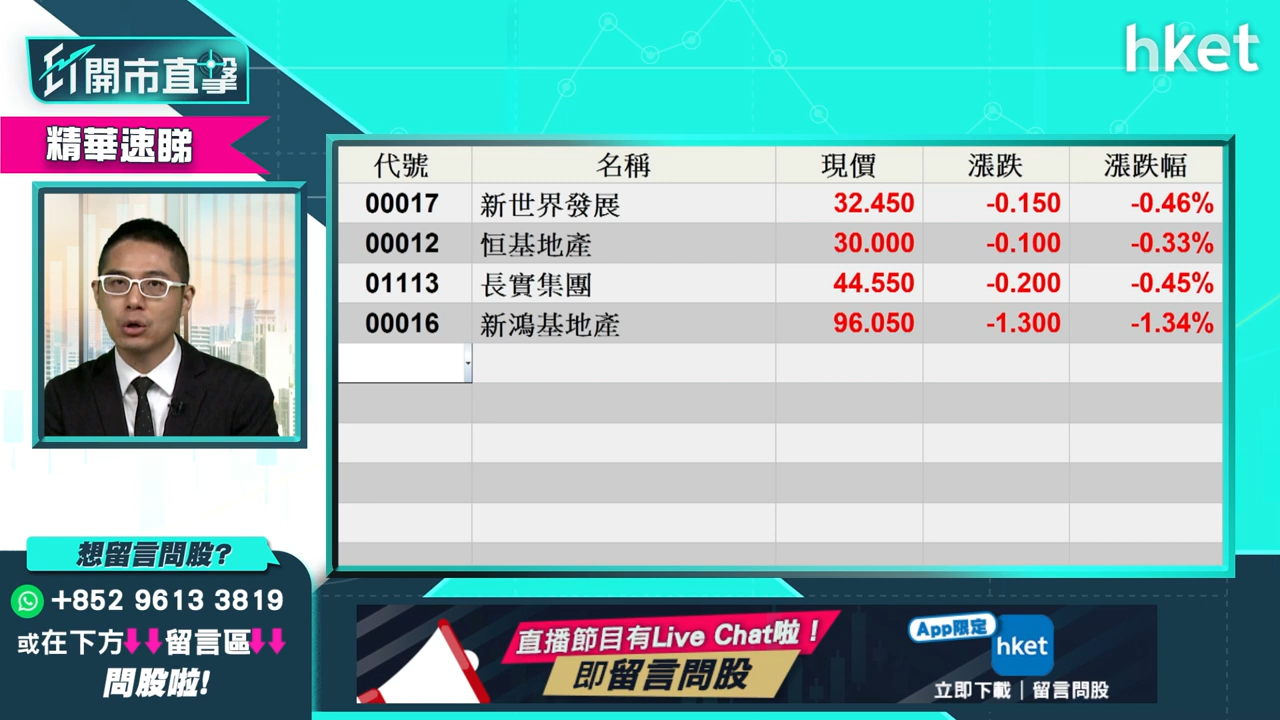 hket
ET開市直擊
精華速睇
代號 名稱 現價 漲跌 漲跌幅
00017 新世界發展 32.450 -0.150 -0.46%
00012 恒基地產 30.000 -0.100 -0.33%
01113 長實集團 44.550 -0.200 -0.45%
00016 新鴻基地產 96.050 -1.300 -1.34%
想留言問股?
+852 9613 3819
或在下方留言區
問股啦!
直播節目有Live Chat啦!
即留言問股
App限定
hket
立即下載|留言問股